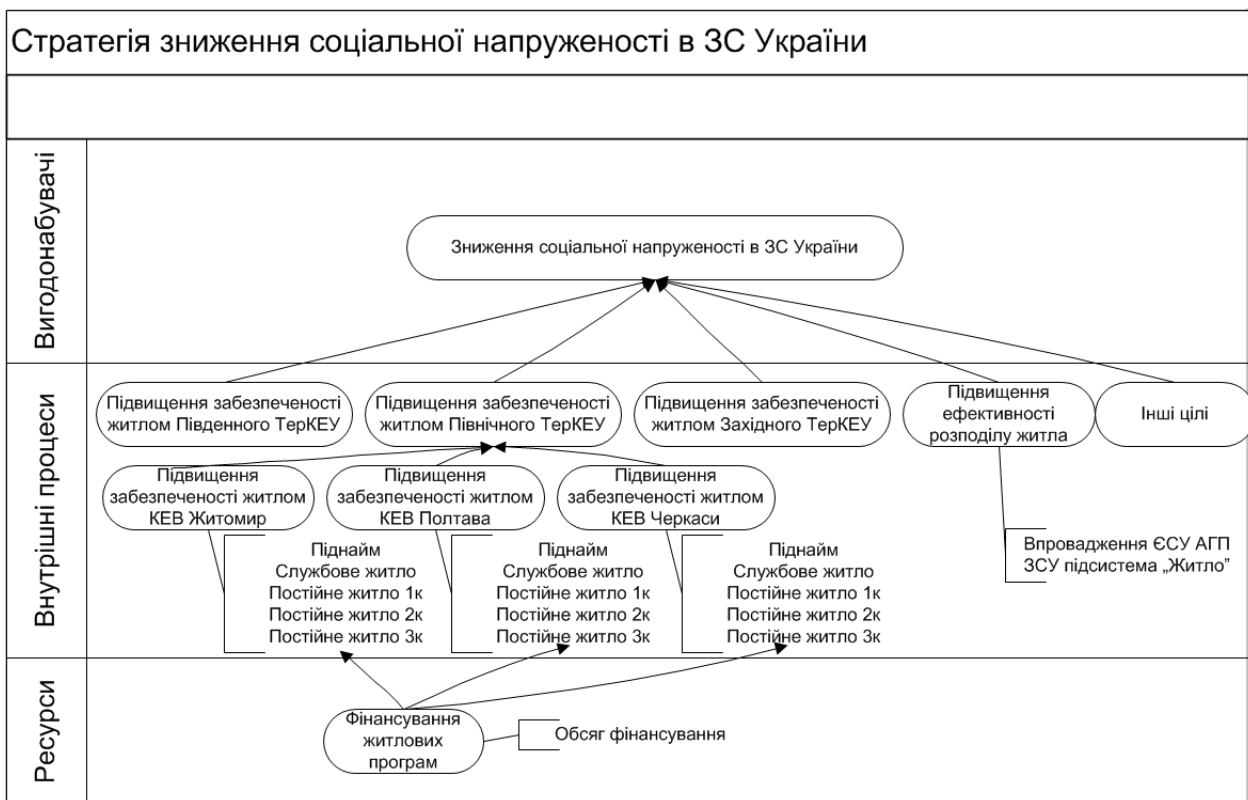 Стратегія зниження соціальної напруженості в ЗС України
Вигодонабувачі
Зниження соціальної напруженості в ЗС України
Внутрішні процеси
Підвищення забезпеченості
житлом Південного ТерКЕУ
Підвищення забезпеченості
житлом Північного ТерКЕУ
Підвищення забезпеченості
житлом Західного ТерКЕУ
Підвищення
ефективності
розподілу житла
Інші цілі
Підвищення
забезпеченості житлом
КЕВ Житомир
Підвищення
забезпеченості житлом
КЕВ Полтава
Підвищення
забезпеченості житлом
КЕВ Черкаси
Піднайм
Службове житло
Постійне житло 1к
Постійне житло 2к
Постійне житло 3к
Піднайм
Службове житло
Постійне житло 1к
Постійне житло 2к
Постійне житло 3к
Піднайм
Службове житло
Постійне житло 1к
Постійне житло 2к
Постійне житло 3к
Впровадження ЄСУ АГП
ЗСУ підсистема „Житло”
Ресурси
Фінансування
житлових
програм
Обсяг фінансування